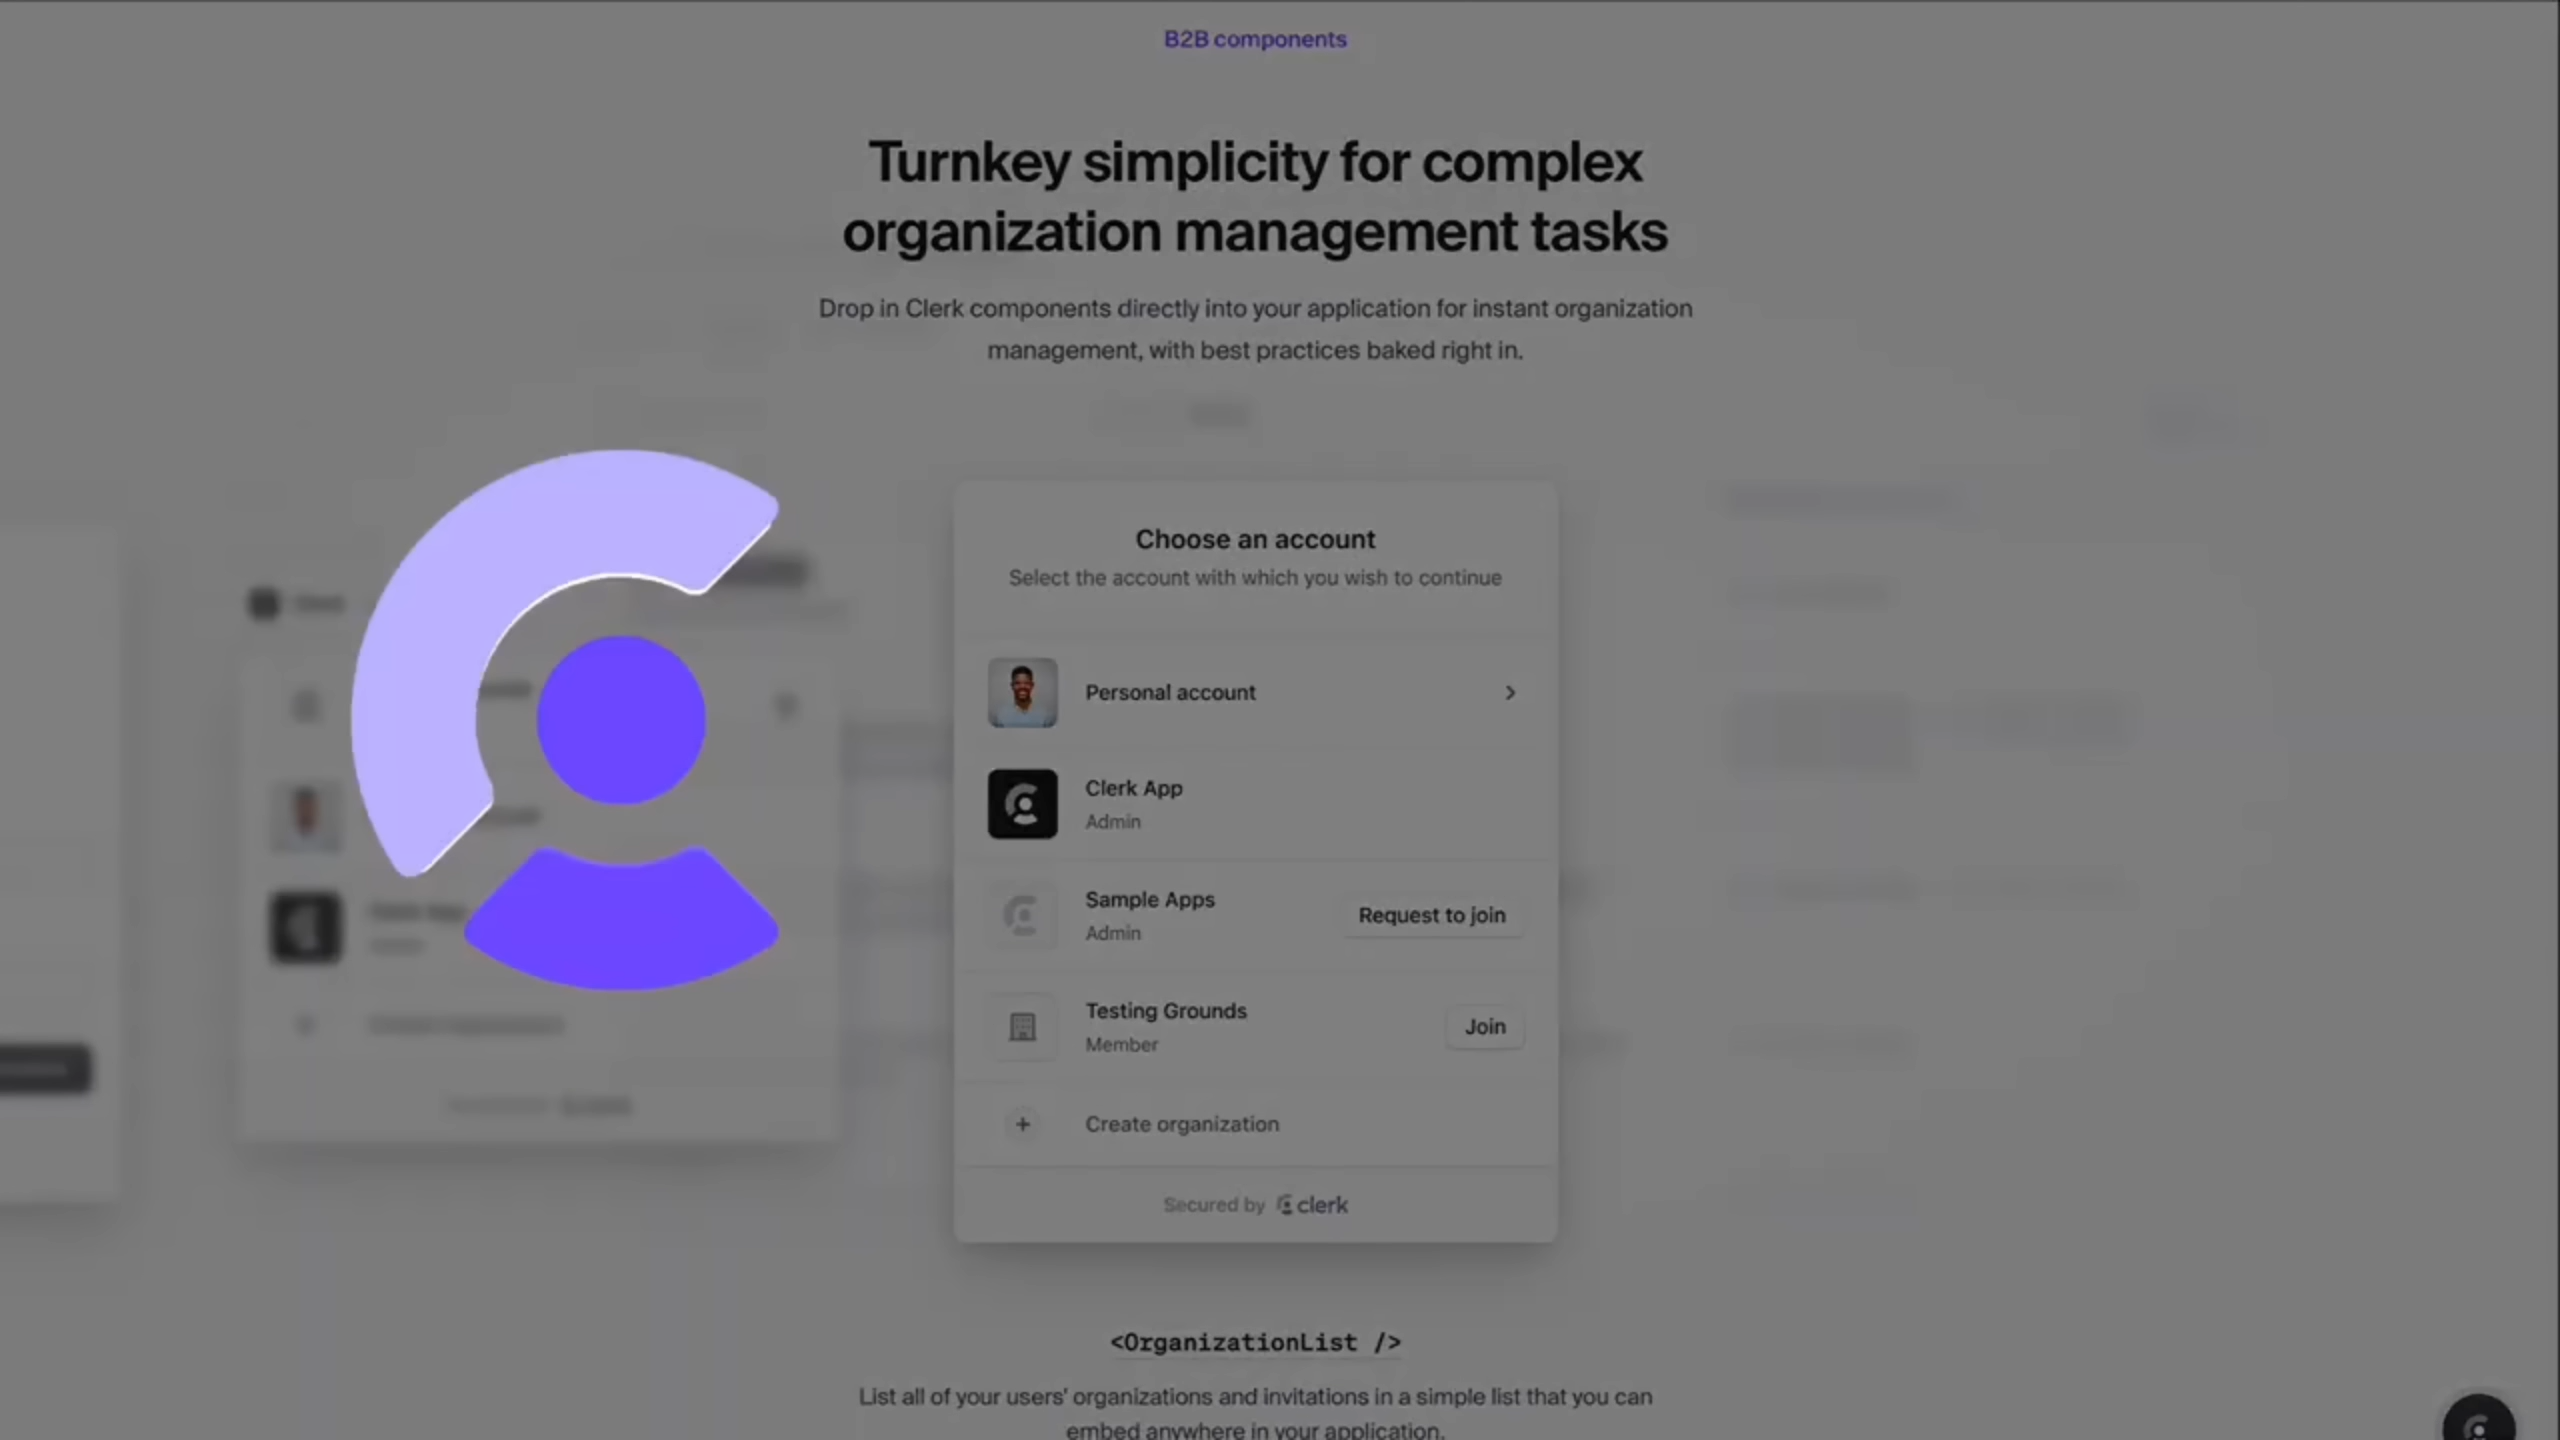 B2B components
Turnkey simplicity for complex
organization management tasks
Drop in Clerk components directly into your application for instant organization
management, with best practices baked right in.
Choose an account
Select the account with which you wish to continue
Personal account
Clerk App
Admin
Sample Apps
Admin
Request to join
Testing Grounds
Member
Join
Create organization
Secured by clerk
<OrganizationList />
List all of your users' organizations and invitations in a simple list that you can
embed anywhere in your application.